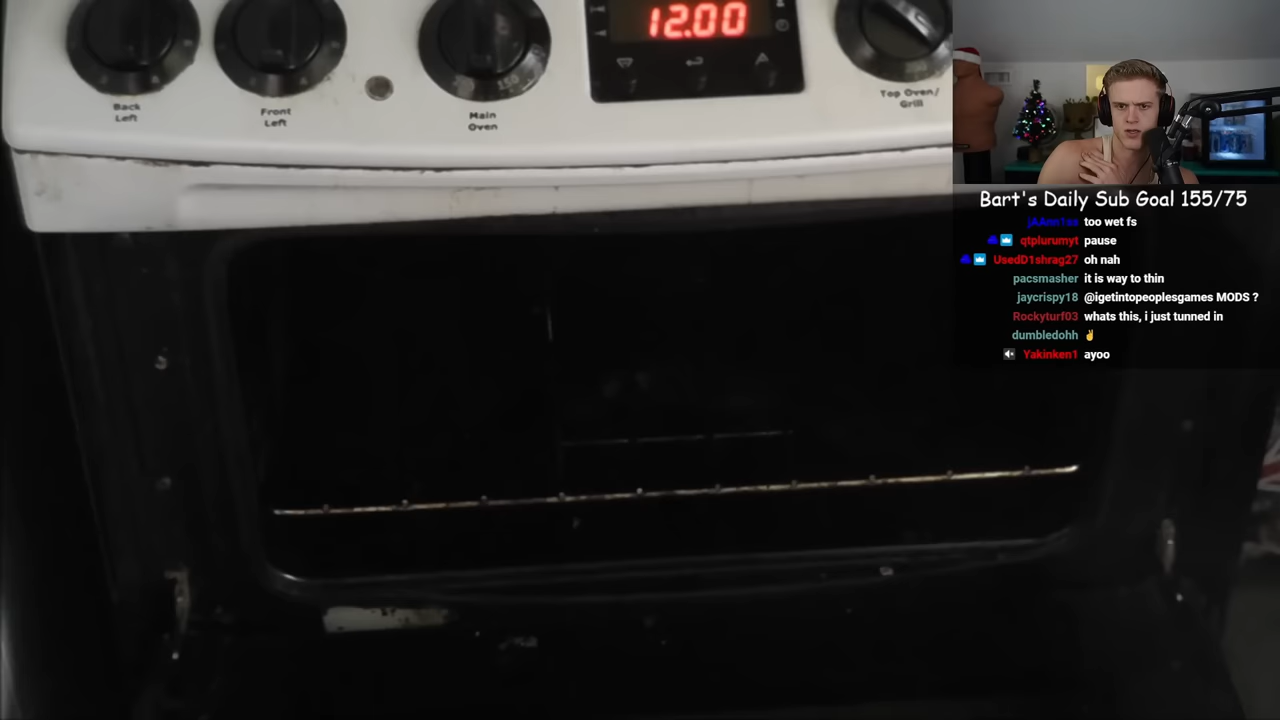 12.00
Back
Left
Front
Left
Main
Oven
150
Top Oven/
Grill
Bart's Daily Sub Goal 155/75
too wet fs
qtplurumyt pause
UsedD1shrag27 oh nah
pacsmasher it is way to thin
jaycrispy18 @igetintopeoplesgames MODS ?
Rockyturf03 whats this, i just tunned in
dumbledohh ✌
Yakinken1 ayoo